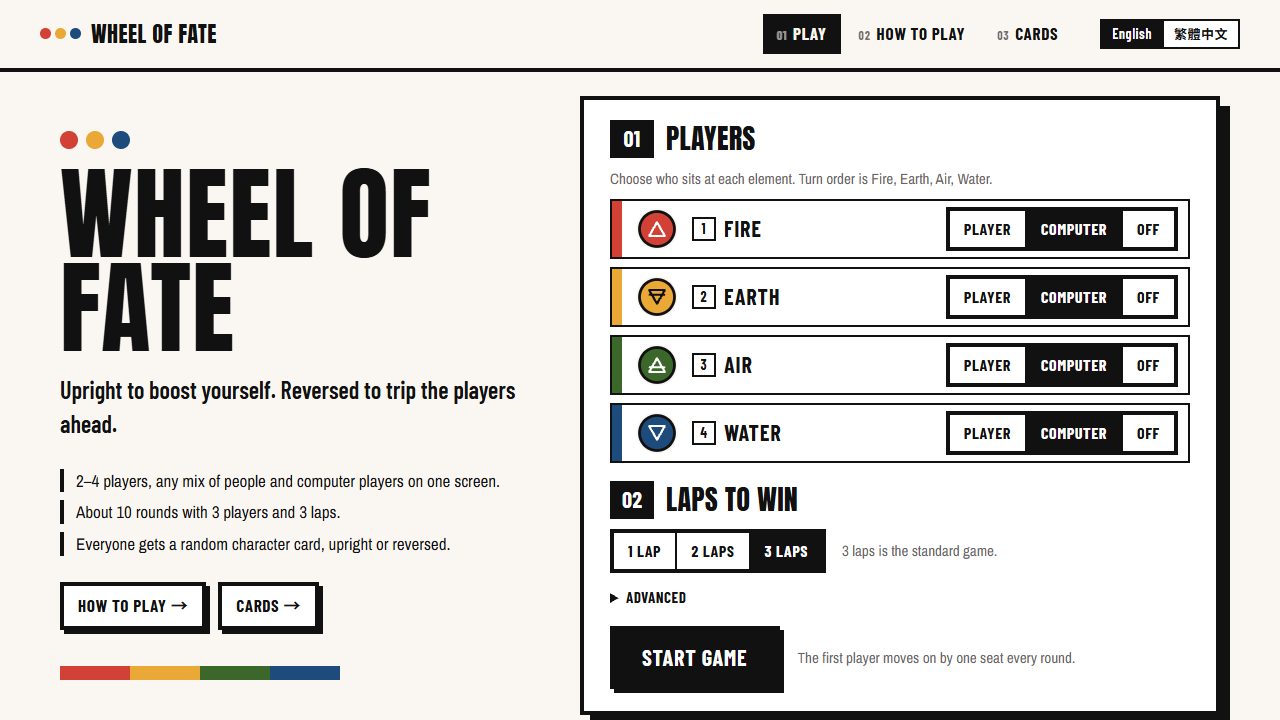 WHEEL OF FATE
01 PLAY
02 HOW TO PLAY
03 CARDS
English
繁體中文
WHEEL OF
FATE
Upright to boost yourself. Reversed to trip the players
ahead.
2–4 players, any mix of people and computer players on one screen.
About 10 rounds with 3 players and 3 laps.
Everyone gets a random character card, upright or reversed.
HOW TO PLAY →
CARDS →
01 PLAYERS
Choose who sits at each element. Turn order is Fire, Earth, Air, Water.
1 FIRE PLAYER COMPUTER OFF
2 EARTH PLAYER COMPUTER OFF
3 AIR PLAYER COMPUTER OFF
4 WATER PLAYER COMPUTER OFF
02 LAPS TO WIN
1 LAP 2 LAPS 3 LAPS 3 laps is the standard game.
▶ ADVANCED
START GAME The first player moves on by one seat every round.